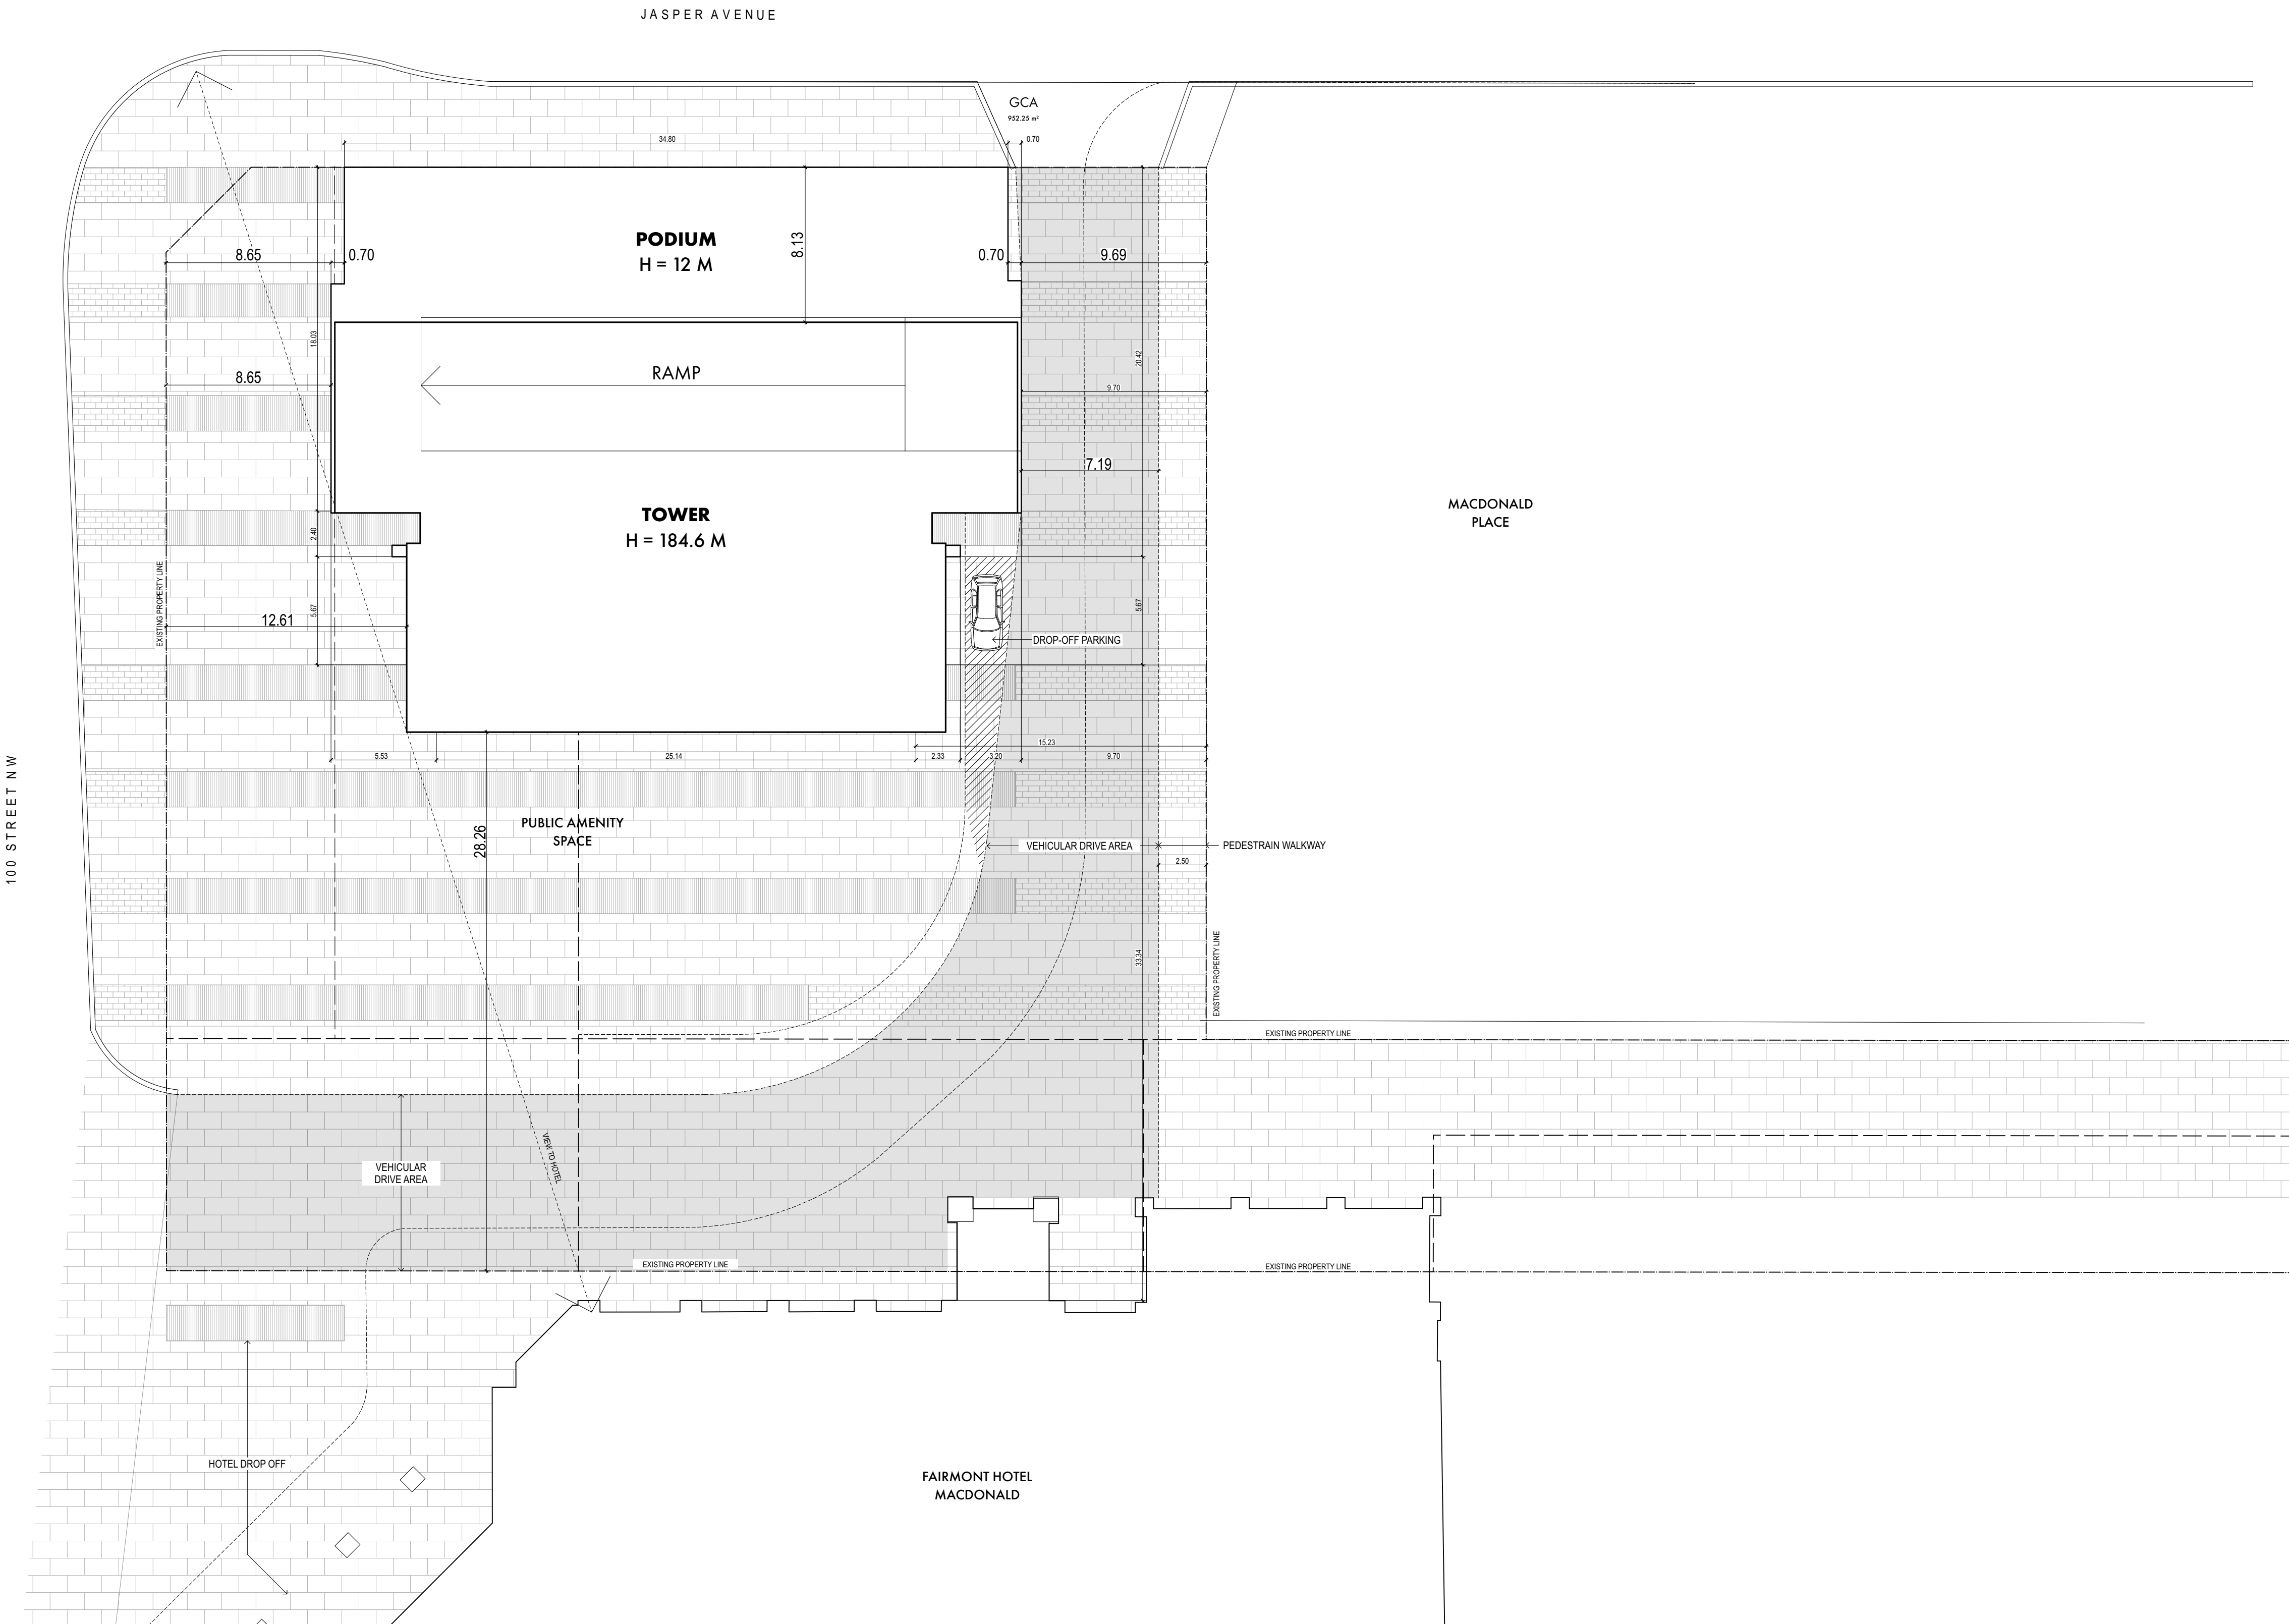 JASPER AVENUE
GCA
952.25 m²
34.80
0.70
PODIUM
H = 12 M
8.13
8.65
0.70
0.70
9.69
18.03
20.42
8.65
RAMP
9.70
7.19
TOWER
H = 184.6 M
MACDONALD
PLACE
2.40
EXISTING PROPERTY LINE
5.67
5.67
12.61
DROP-OFF PARKING
15.23
5.53
25.14
2.33
3.20
9.70
100 STREET NW
28.26
PUBLIC AMENITY
SPACE
VEHICULAR DRIVE AREA
PEDESTRAIN WALKWAY
2.50
33.34
EXISTING PROPERTY LINE
EXISTING PROPERTY LINE
VIEW TO HOTEL
VEHICULAR
DRIVE AREA
EXISTING PROPERTY LINE
EXISTING PROPERTY LINE
HOTEL DROP OFF
FAIRMONT HOTEL
MACDONALD